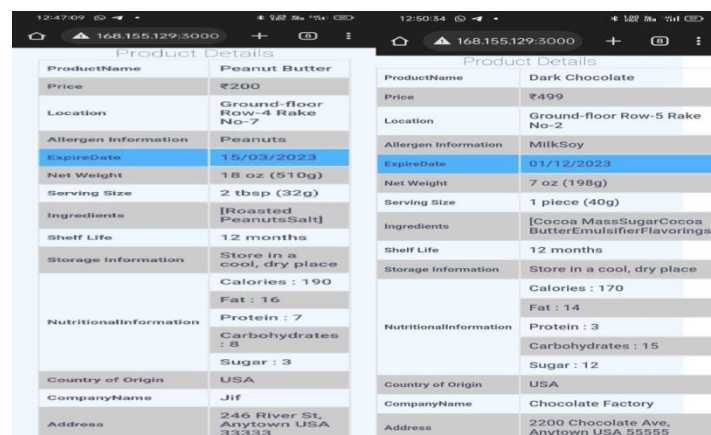 12:47:09
168.155.129:3000
8
Product Details
ProductName Peanut Butter
Price ₹200
Location Ground-floor
Row-4 Rake
No-7
Allergen Information Peanuts
ExpireDate 15/03/2023
Net Weight 18 oz (510g)
Serving Size 2 tbsp (32g)
Ingredients [Roasted
PeanutsSalt]
Shelf Life 12 months
Storage Information Store in a
cool, dry place
NutritionalInformation
Calories : 190
Fat : 16
Protein : 7
Carbohydrates
: 8
Sugar : 3
Country of Origin USA
CompanyName Jif
Address 246 River St,
Anytown USA
33333
12:50:34
168.155.129:3000
8
Product Details
ProductName Dark Chocolate
Price ₹499
Location Ground-floor Row-5 Rake
No-2
Allergen Information MilkSoy
ExpireDate 01/12/2023
Net Weight 7 oz (198g)
Serving Size 1 piece (40g)
Ingredients [Cocoa MassSugarCocoa
ButterEmulsifierFlavorings
Shelf Life 12 months
Storage Information Store in a cool, dry place
NutritionalInformation
Calories : 170
Fat : 14
Protein : 3
Carbohydrates : 15
Sugar : 12
Country of Origin USA
CompanyName Chocolate Factory
Address 2200 Chocolate Ave,
Anytown USA 55555